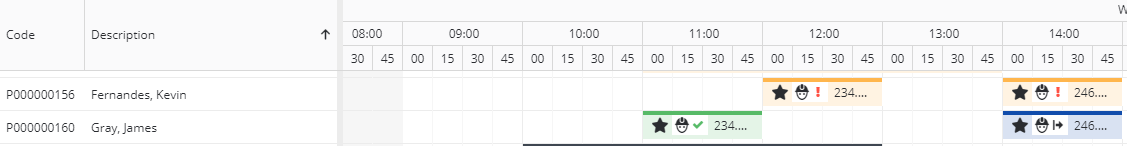 W
Code Description 08:00 09:00 10:00 11:00 12:00 13:00 14:00
30 45 00 15 30 45 00 15 30 45 00 15 30 45 00 15 30 45 00 15 30 45 00 15 30 45
P000000156 Fernandes, Kevin 234.... 246....
P000000160 Gray, James 234.... 246....